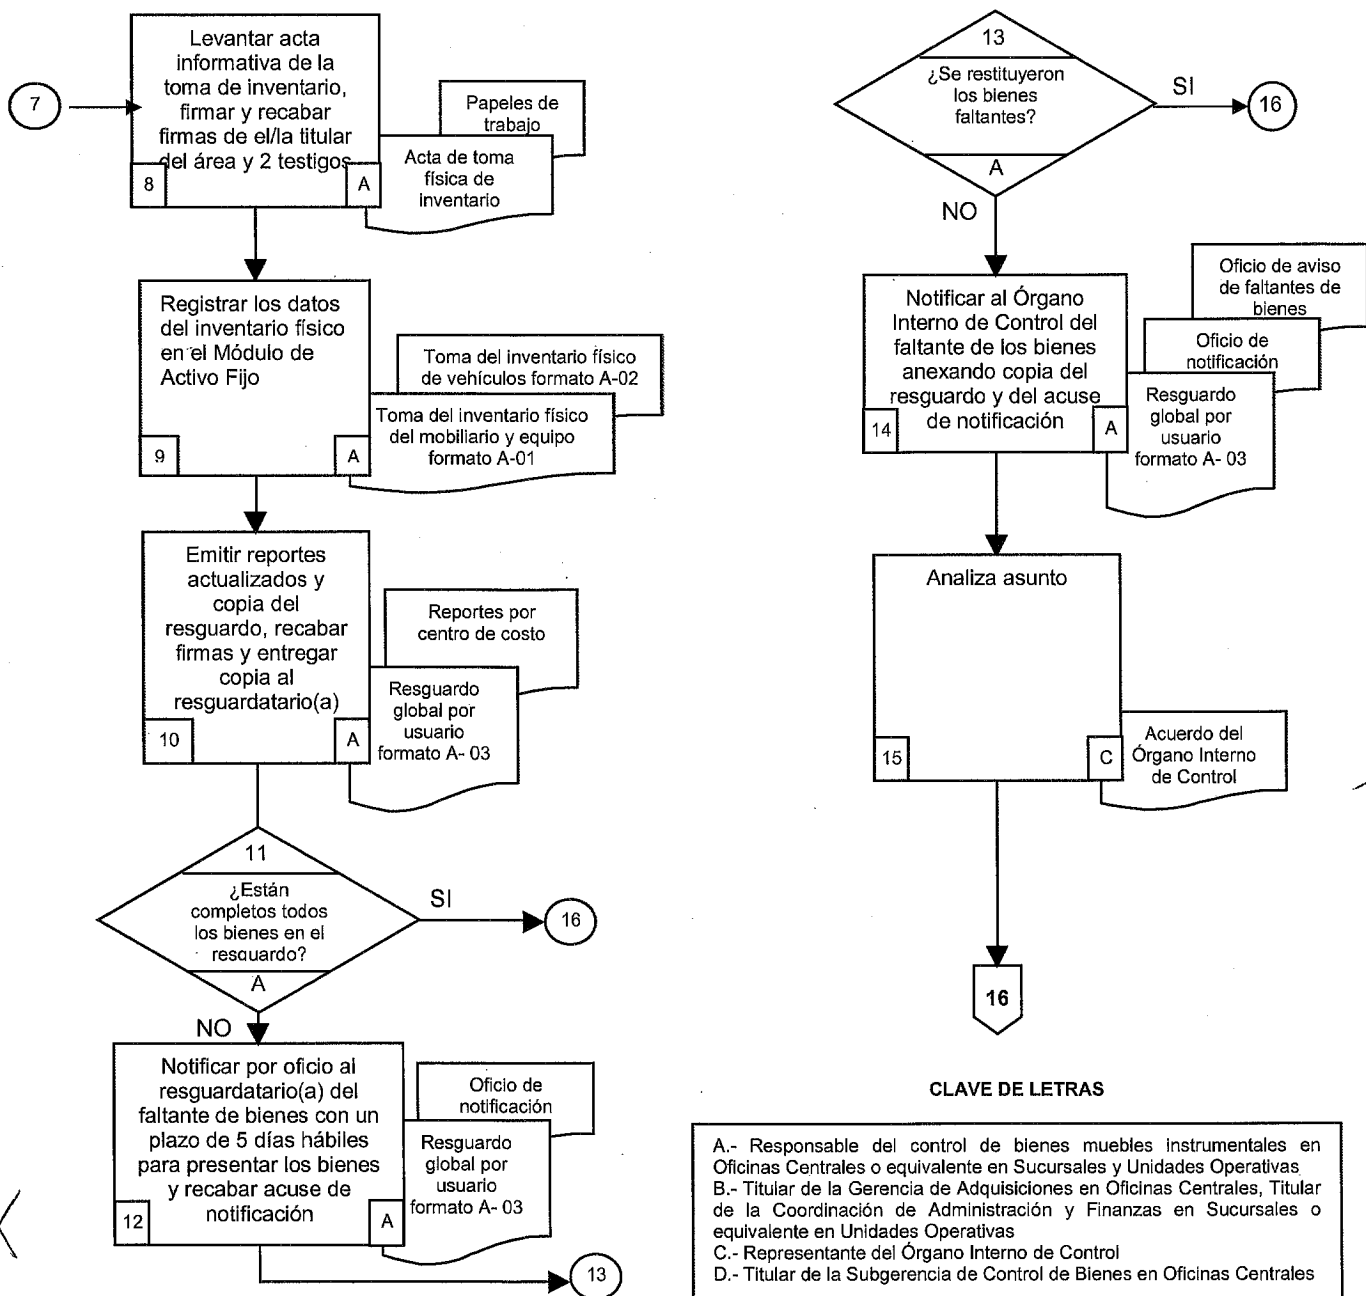 7
Levantar acta
informativa de la
toma de inventario,
firmar y recabar
firmas de el/la titular
del área y 2 testigos
8
A
Papeles de
trabajo
Acta de toma
física de
inventario
Registrar los datos
del inventario físico
en el Módulo de
Activo Fijo
9
A
Toma del inventario físico
de vehículos formato A-02
Toma del inventario físico
del mobiliario y equipo
formato A-01
Emitir reportes
actualizados y
copia del
resguardo, recabar
firmas y entregar
copia al
resguardatario(a)
10
A
Reportes por
centro de costo
Resguardo
global por
usuario
formato A- 03
11
¿Están
completos todos
los bienes en el
resguardo?
A
SI
16
NO
Notificar por oficio al
resguardatario(a) del
faltante de bienes con un
plazo de 5 días hábiles
para presentar los bienes
y recabar acuse de
notificación
12
A
Oficio de
notificación
Resguardo
global por
usuario
formato A- 03
13
13
¿Se restituyeron
los bienes
faltantes?
A
SI
16
NO
Notificar al Órgano
Interno de Control del
faltante de los bienes
anexando copia del
resguardo y del acuse
de notificación
14
A
Oficio de aviso
de faltantes de
bienes
Oficio de
notificación
Resguardo
global por
usuario
formato A- 03
Analiza asunto
15
C
Acuerdo del
Órgano Interno
de Control
16
CLAVE DE LETRAS
A.- Responsable del control de bienes muebles instrumentales en
Oficinas Centrales o equivalente en Sucursales y Unidades Operativas
B.- Titular de la Gerencia de Adquisiciones en Oficinas Centrales, Titular
de la Coordinación de Administración y Finanzas en Sucursales o
equivalente en Unidades Operativas
C.- Representante del Órgano Interno de Control
D.- Titular de la Subgerencia de Control de Bienes en Oficinas Centrales